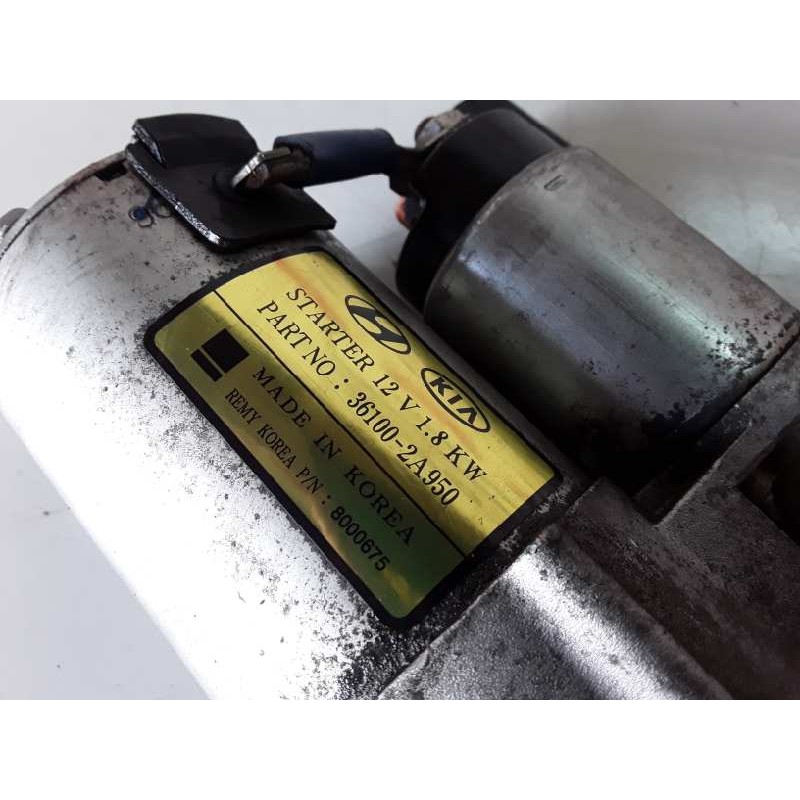 KIA
STARTER 12 V 1.8 KW
PART NO : 36100-2A950
MADE IN KOREA
REMY KOREA P/N : 8000675